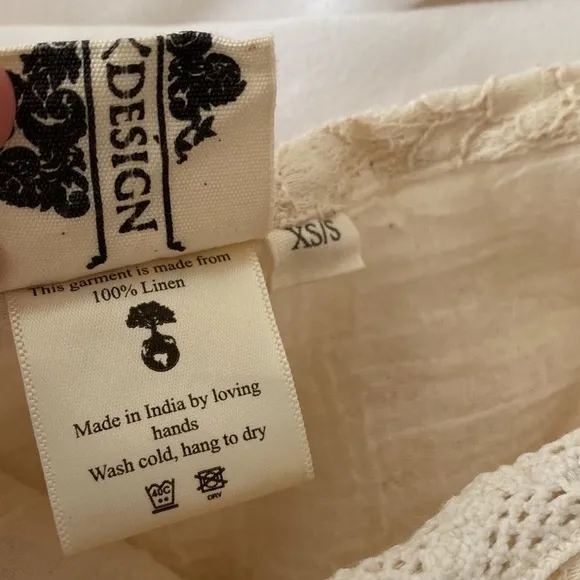 DESIGN
XS/S
This garment is made from
100% Linen
Made in India by loving
hands
Wash cold, hang to dry
40C
DRY